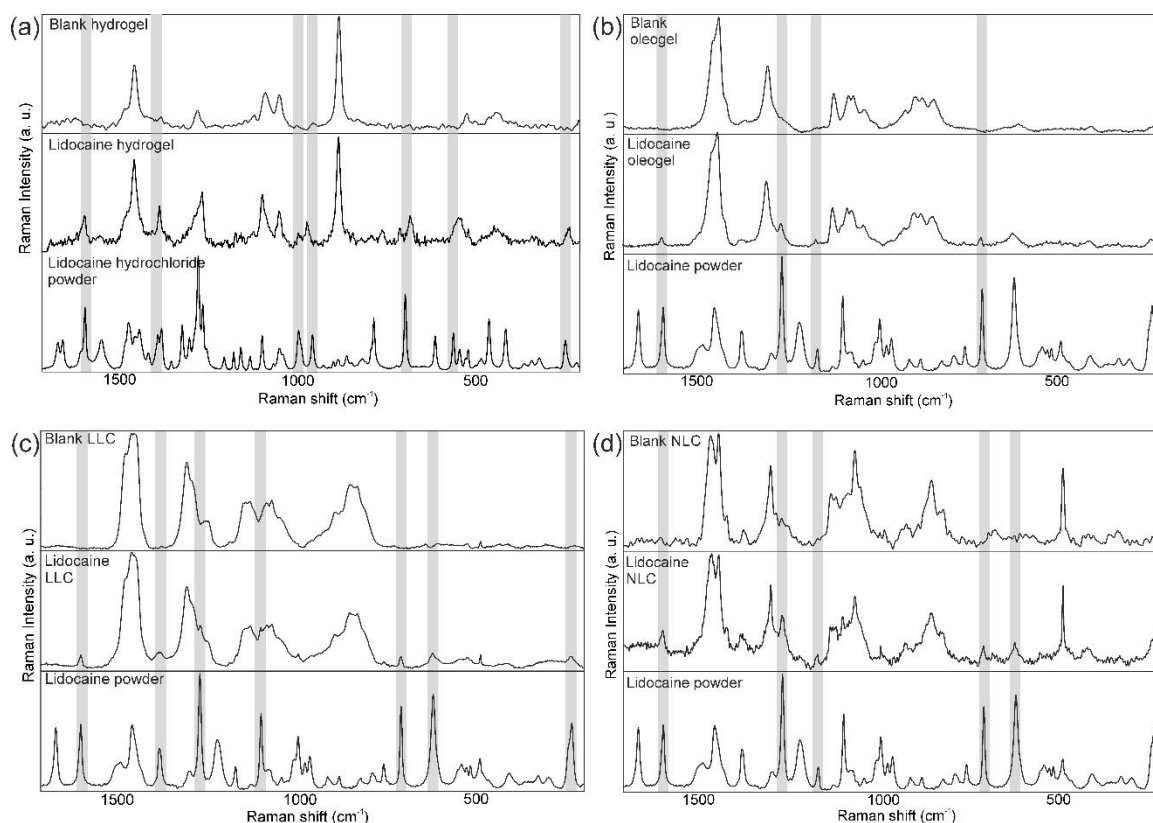 (a)
Blank hydrogel
Lidocaine hydrogel
Lidocaine hydrochloride
powder
Raman Intensity (a. u.)
1500
1000
500
Raman shift (cm⁻¹)
(b)
Blank
oleogel
Lidocaine
oleogel
Lidocaine powder
Raman Intensity (a. u.)
1500
1000
500
Raman shift (cm⁻¹)
(c)
Blank LLC
Lidocaine
LLC
Lidocaine powder
Raman Intensity (a. u.)
1500
1000
500
Raman shift (cm⁻¹)
(d)
Blank NLC
Lidocaine
NLC
Lidocaine powder
Raman Intensity (a. u.)
1500
1000
500
Raman shift (cm⁻¹)